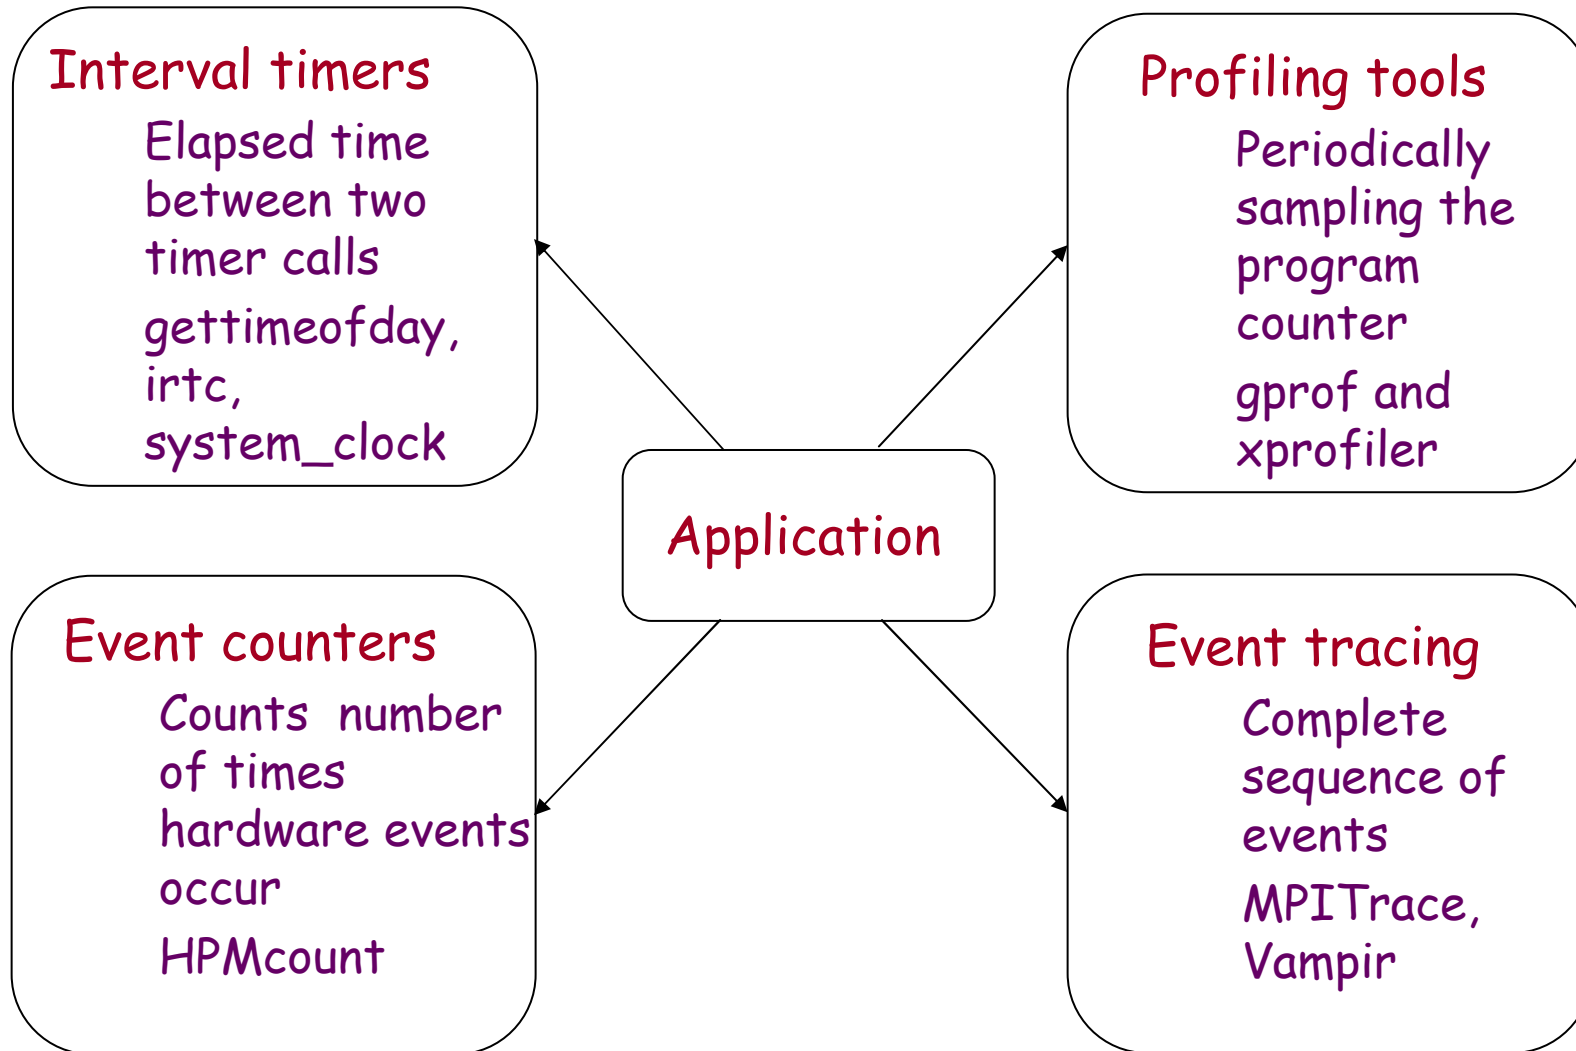 Interval timers
Elapsed time
between two
timer calls
gettimeofday,
irtc,
system_clock
Profiling tools
Periodically
sampling the
program
counter
gprof and
xprofiler
Application
Event counters
Counts number
of times
hardware events
occur
HPMcount
Event tracing
Complete
sequence of
events
MPITrace,
Vampir